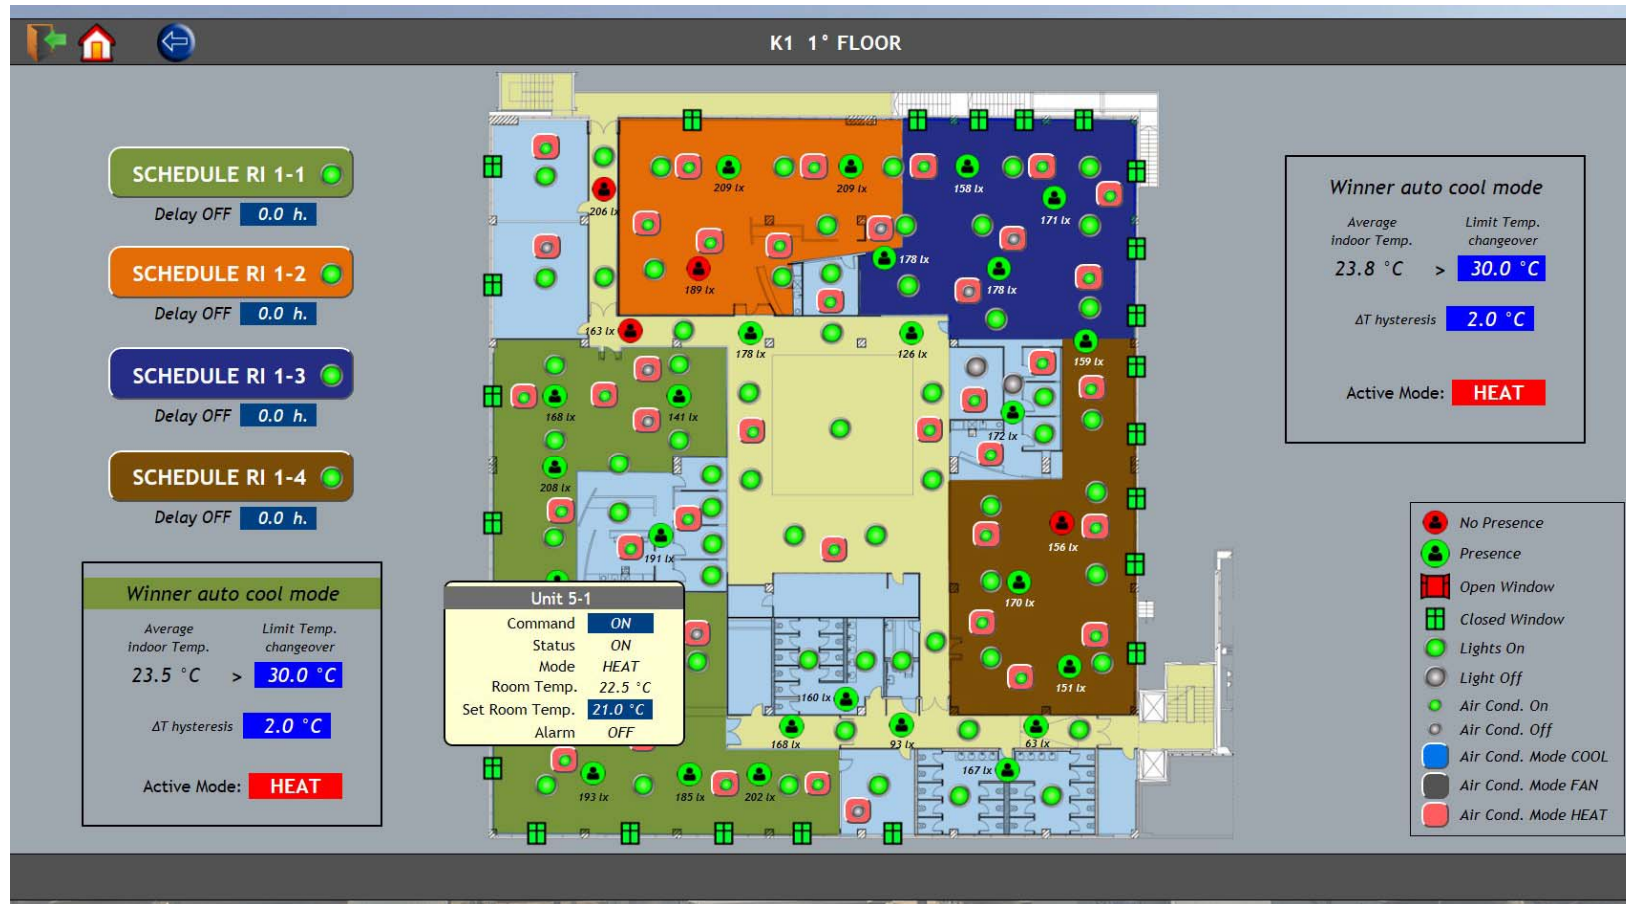 K1 1° FLOOR
SCHEDULE RI 1-1
Delay OFF 0.0 h.
SCHEDULE RI 1-2
Delay OFF 0.0 h.
SCHEDULE RI 1-3
Delay OFF 0.0 h.
SCHEDULE RI 1-4
Delay OFF 0.0 h.
Winner auto cool mode
Average indoor Temp.
Limit Temp. changeover
23.5 °C > 30.0 °C
ΔT hysteresis 2.0 °C
Active Mode: HEAT
209 lx
209 lx
158 lx
206 lx
171 lx
178 lx
189 lx
178 lx
163 lx
178 lx
126 lx
159 lx
168 lx
141 lx
172 lx
208 lx
156 lx
191 lx
170 lx
151 lx
160 lx
168 lx
93 lx
63 lx
167 lx
193 lx
185 lx
202 lx
Unit 5-1
Command ON
Status ON
Mode HEAT
Room Temp. 22.5 °C
Set Room Temp. 21.0 °C
Alarm OFF
Winner auto cool mode
Average indoor Temp.
Limit Temp. changeover
23.8 °C > 30.0 °C
ΔT hysteresis 2.0 °C
Active Mode: HEAT
No Presence
Presence
Open Window
Closed Window
Lights On
Light Off
Air Cond. On
Air Cond. Off
Air Cond. Mode COOL
Air Cond. Mode FAN
Air Cond. Mode HEAT